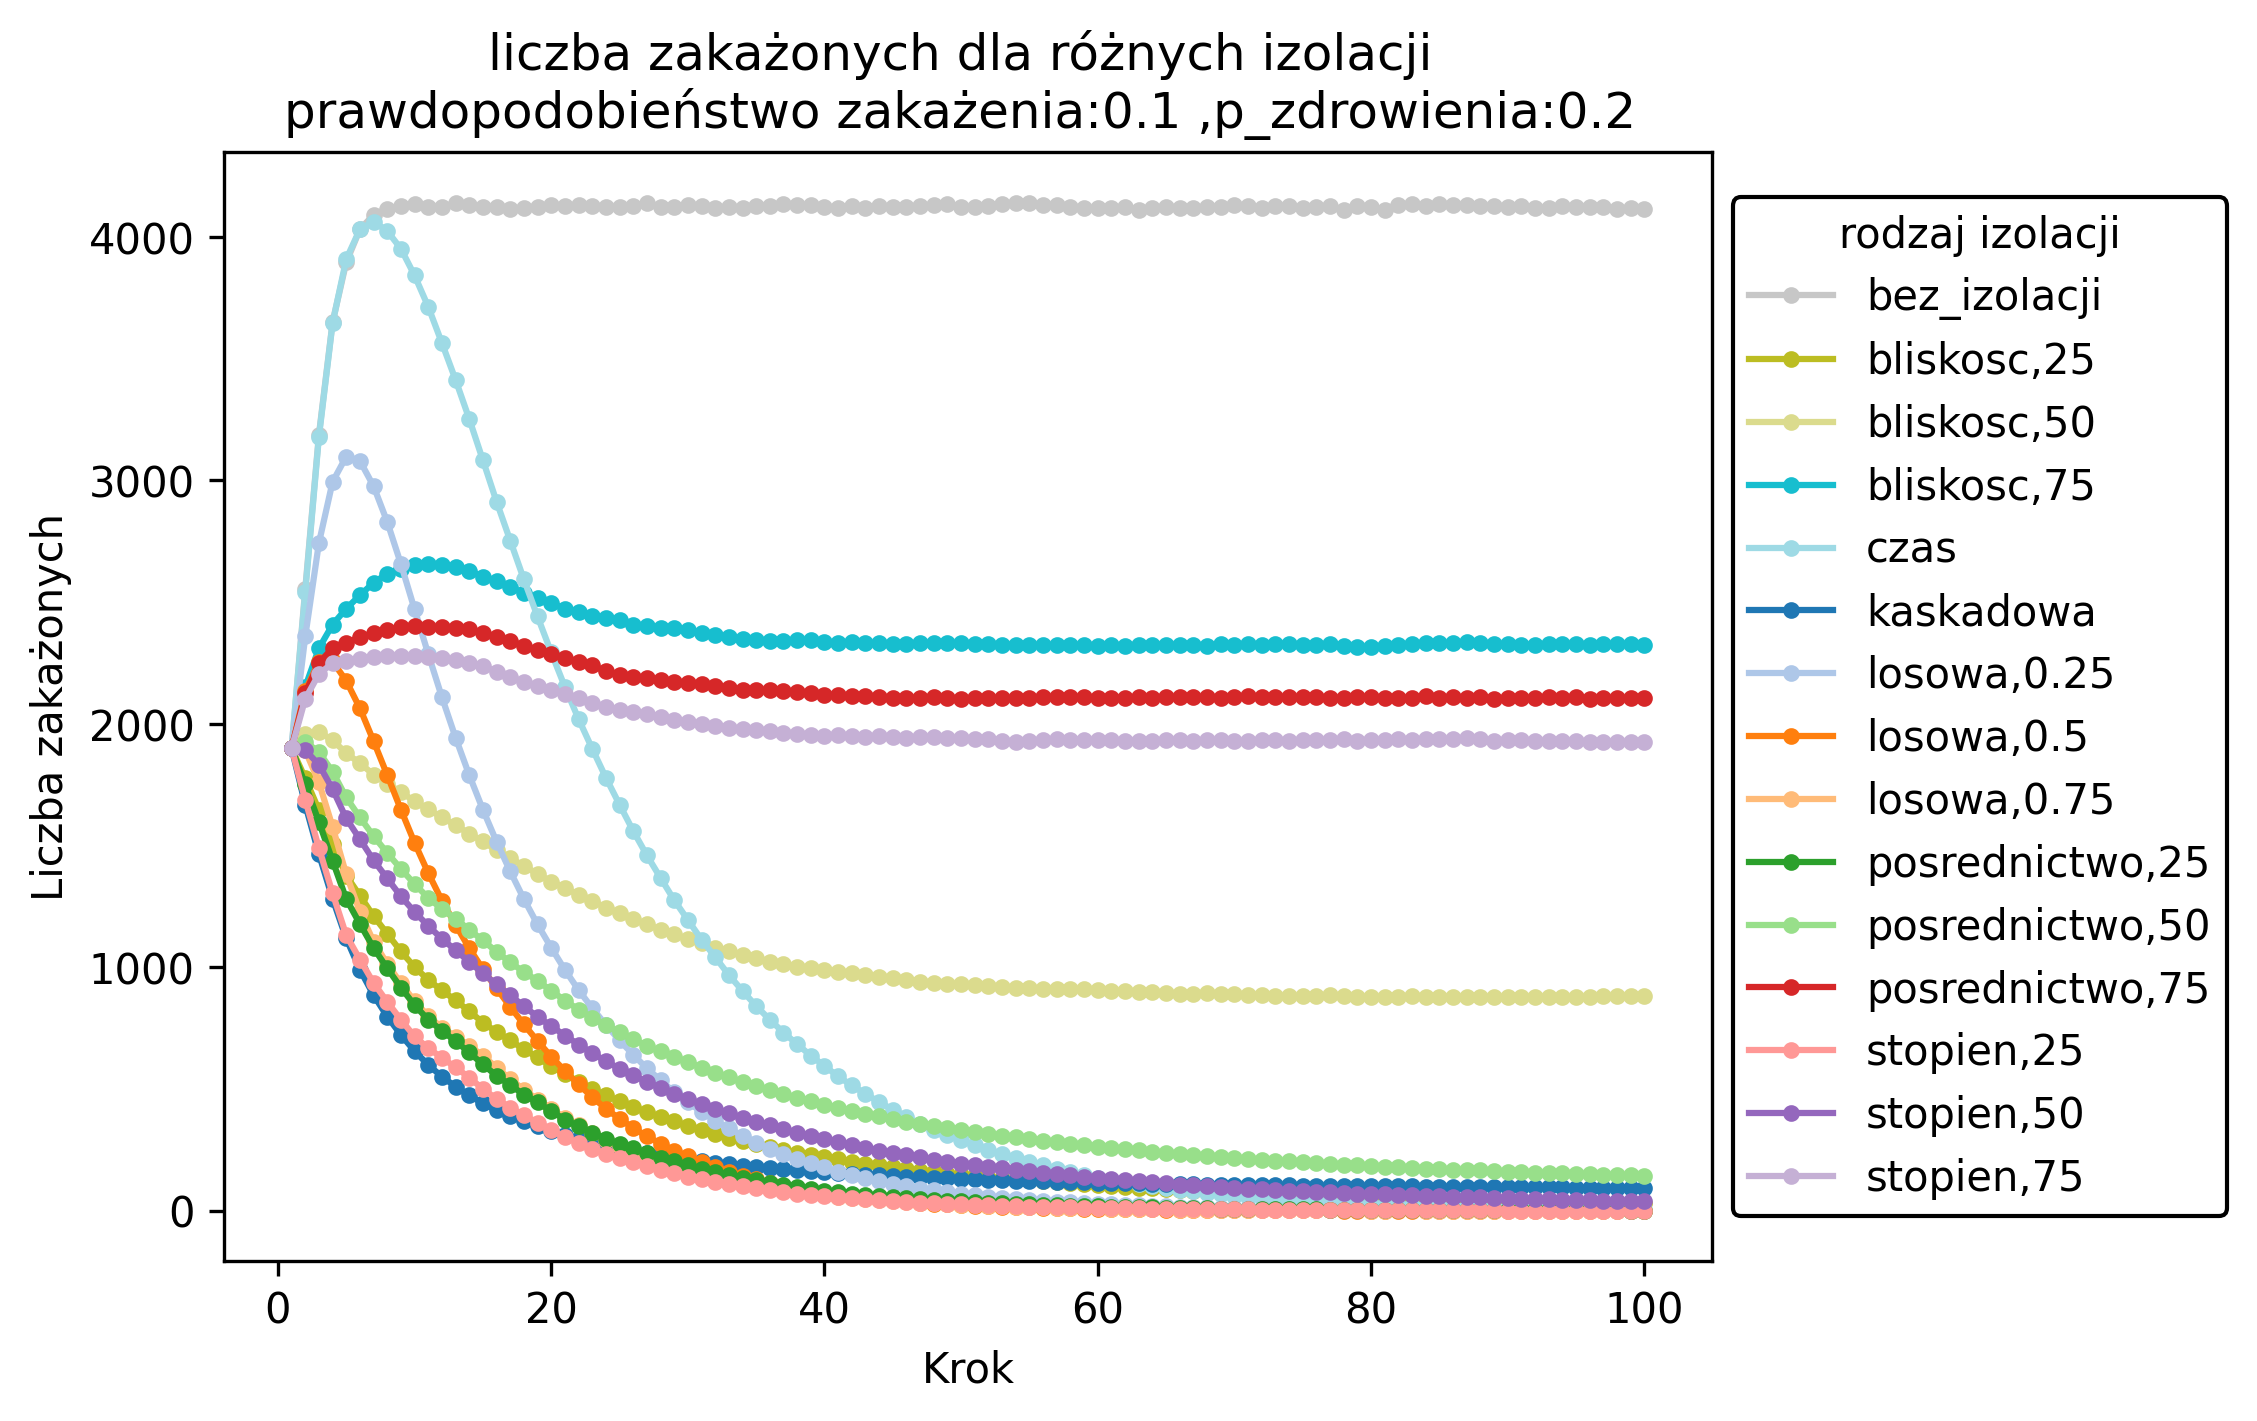 liczba zakażonych dla różnych izolacji
prawdopodobieństwo zakażenia:0.1 ,p_zdrowienia:0.2
Liczba zakażonych
4000
3000
2000
1000
0
0 20 40 60 80 100
Krok
rodzaj izolacji
bez_izolacji
bliskosc,25
bliskosc,50
bliskosc,75
czas
kaskadowa
losowa,0.25
losowa,0.5
losowa,0.75
posrednictwo,25
posrednictwo,50
posrednictwo,75
stopien,25
stopien,50
stopien,75